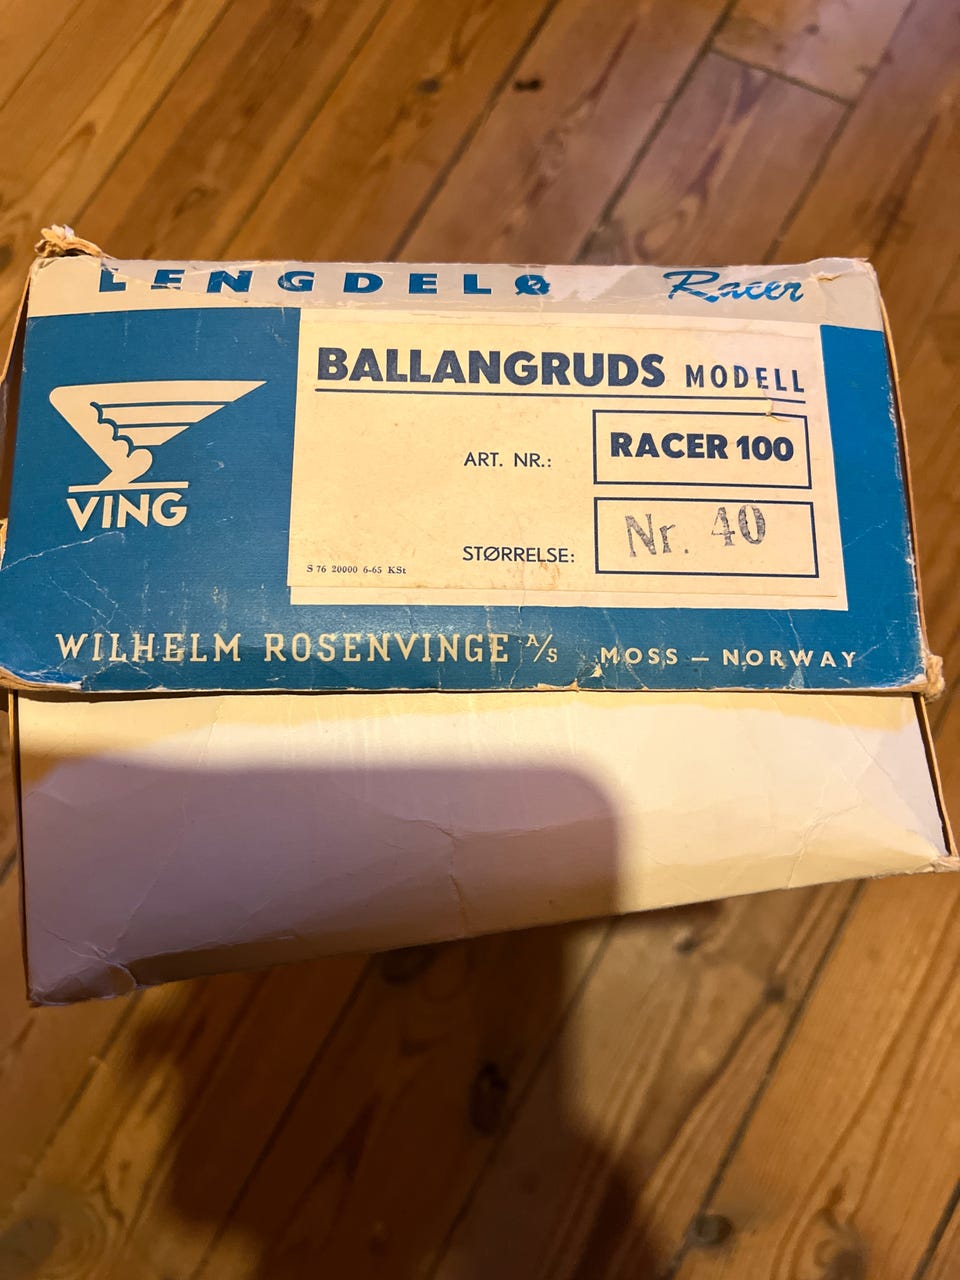 LENGDELØ Racer
BALLANGRUDS MODELL
ART. NR.: RACER 100
STØRRELSE: Nr. 40
S 76 20000 6-65 KSt
VING
WILHELM ROSENVINGE A/S MOSS – NORWAY